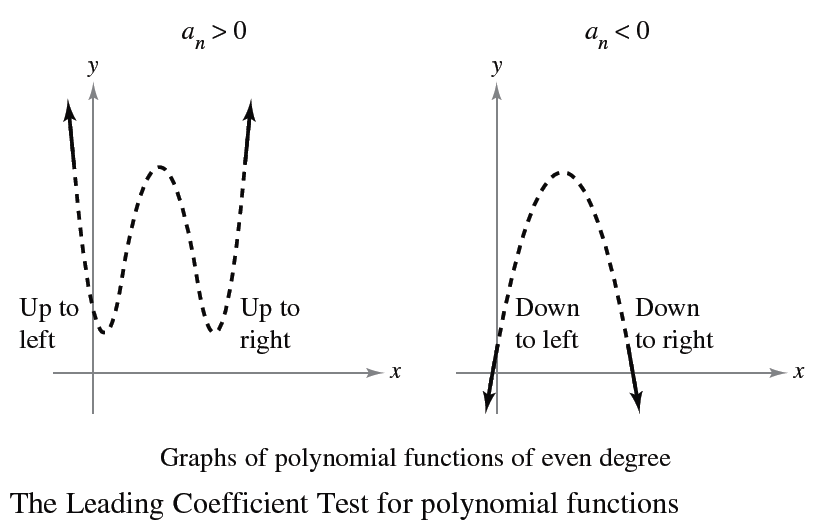 aₙ > 0
aₙ < 0
y
y
Up to
left
Up to
right
x
Down
to left
Down
to right
x
Graphs of polynomial functions of even degree
The Leading Coefficient Test for polynomial functions